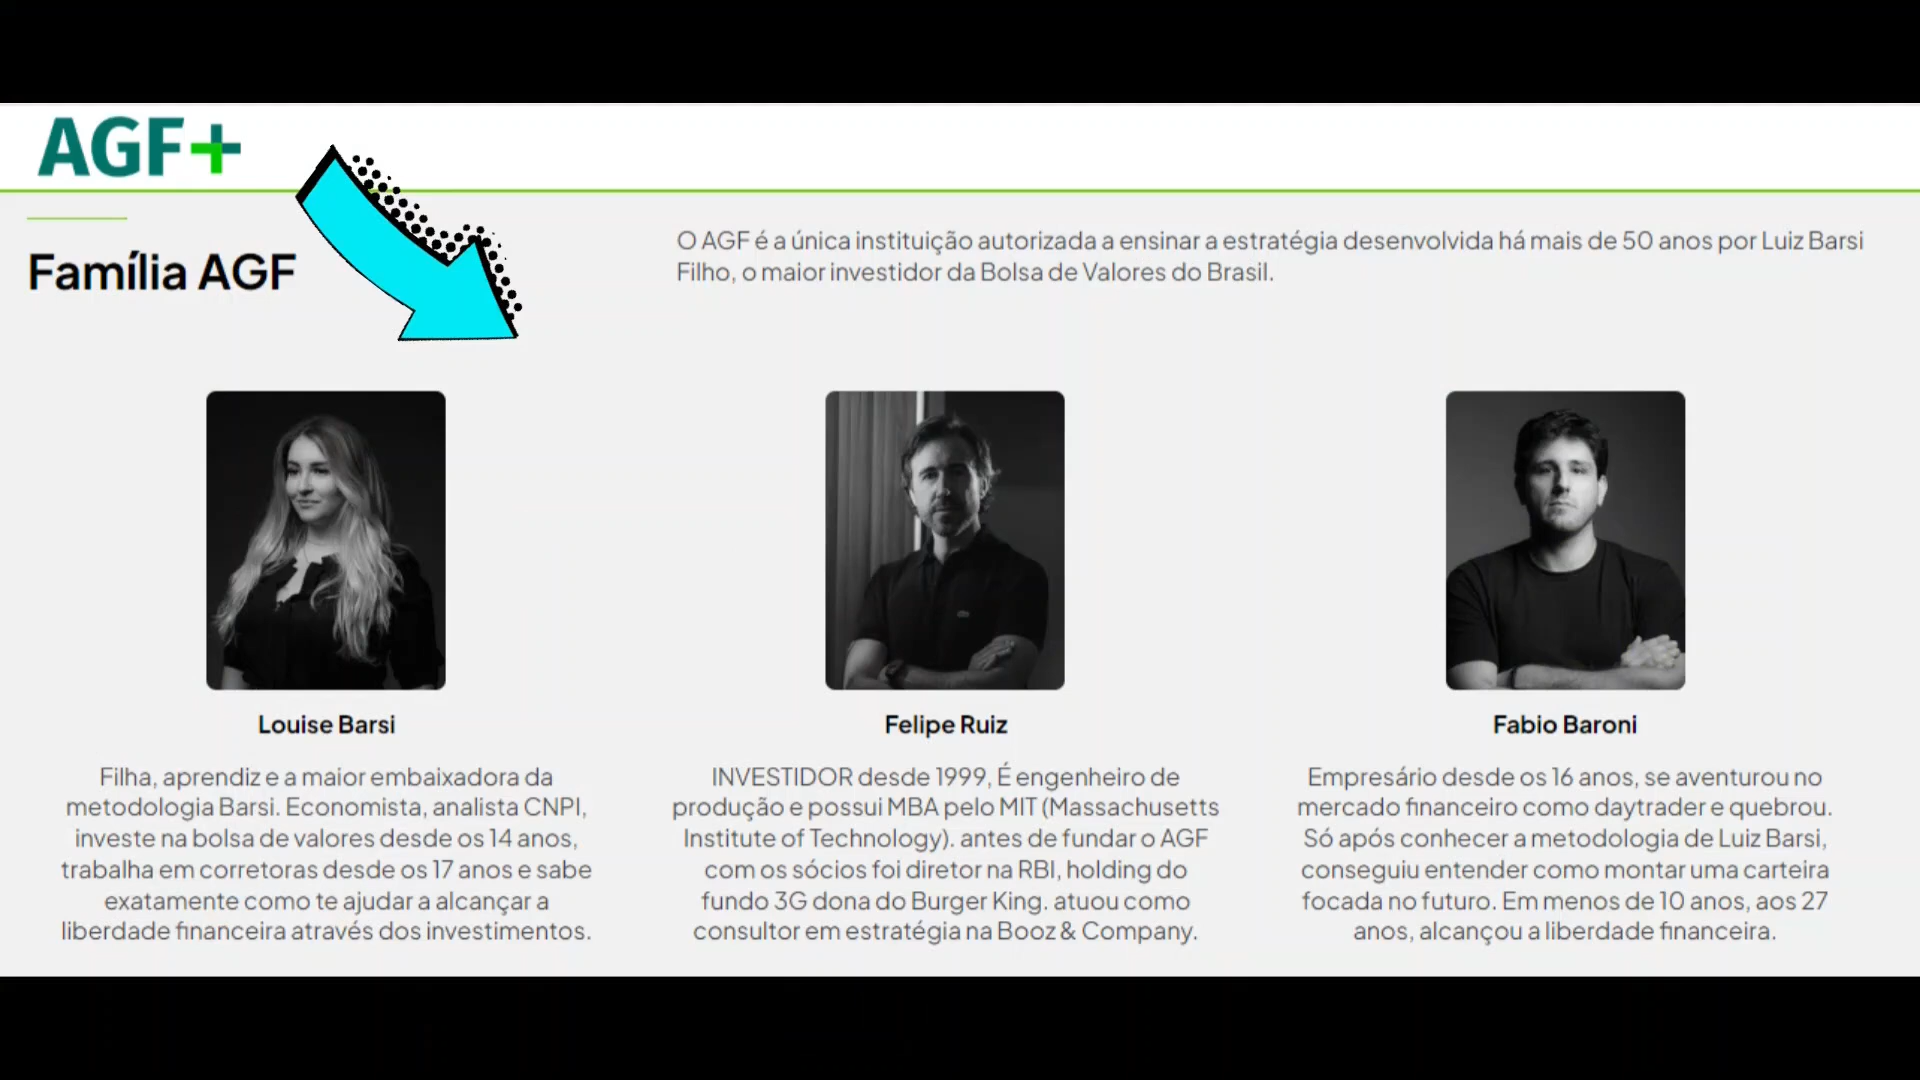 AGF+
Família AGF
O AGF é a única instituição autorizada a ensinar a estratégia desenvolvida há mais de 50 anos por Luiz Barsi
Filho, o maior investidor da Bolsa de Valores do Brasil.
Louise Barsi
Filha, aprendiz e a maior embaixadora da
metodologia Barsi. Economista, analista CNPI,
investe na bolsa de valores desde os 14 anos,
trabalha em corretoras desde os 17 anos e sabe
exatamente como te ajudar a alcançar a
liberdade financeira através dos investimentos.
Felipe Ruiz
INVESTIDOR desde 1999, É engenheiro de
produção e possui MBA pelo MIT (Massachusetts
Institute of Technology). antes de fundar o AGF
com os sócios foi diretor na RBI, holding do
fundo 3G dona do Burger King. atuou como
consultor em estratégia na Booz & Company.
Fabio Baroni
Empresário desde os 16 anos, se aventurou no
mercado financeiro como daytrader e quebrou.
Só após conhecer a metodologia de Luiz Barsi,
conseguiu entender como montar uma carteira
focada no futuro. Em menos de 10 anos, aos 27
anos, alcançou a liberdade financeira.